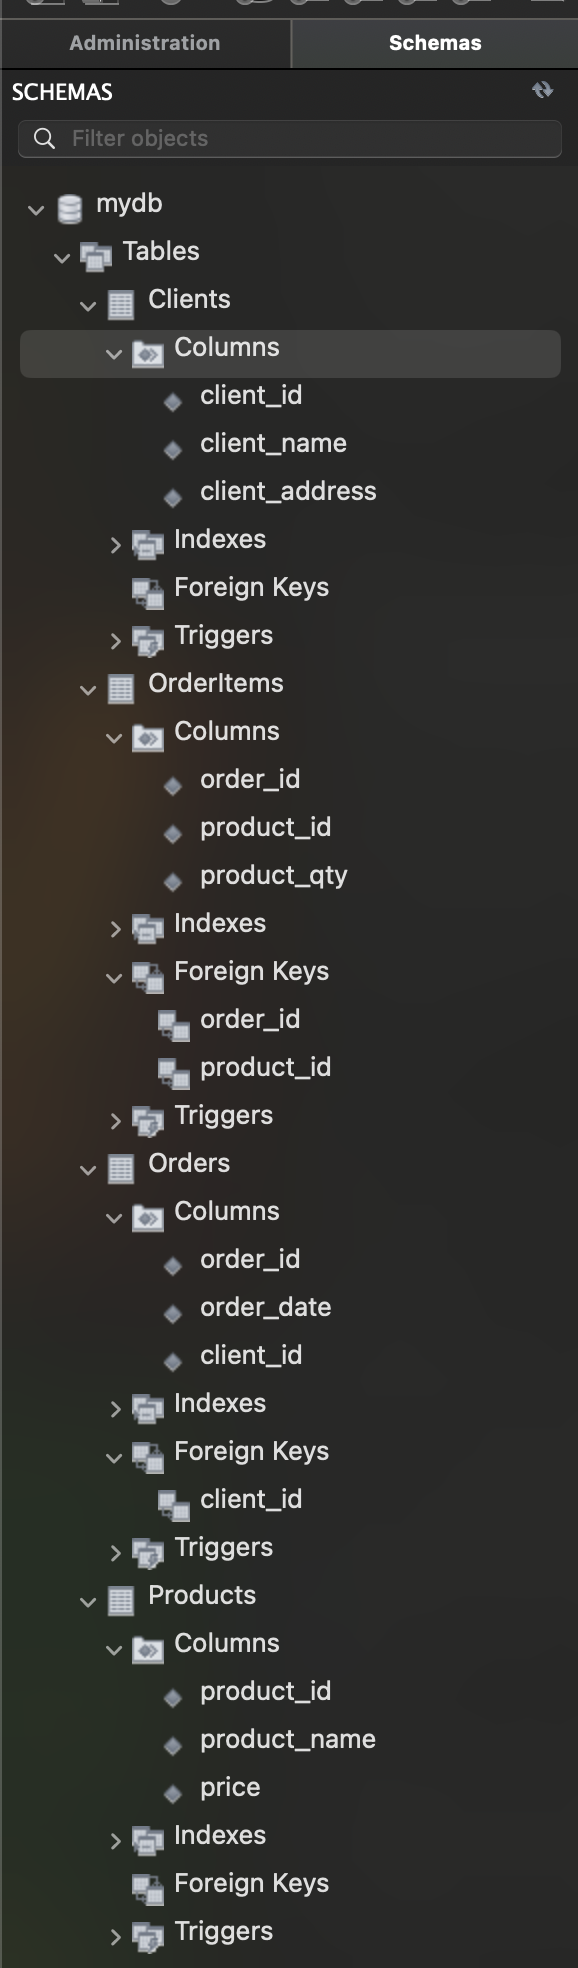 Administration
Schemas
SCHEMAS
Filter objects
mydb
Tables
Clients
Columns
client_id
client_name
client_address
Indexes
Foreign Keys
Triggers
OrderItems
Columns
order_id
product_id
product_qty
Indexes
Foreign Keys
order_id
product_id
Triggers
Orders
Columns
order_id
order_date
client_id
Indexes
Foreign Keys
client_id
Triggers
Products
Columns
product_id
product_name
price
Indexes
Foreign Keys
Triggers